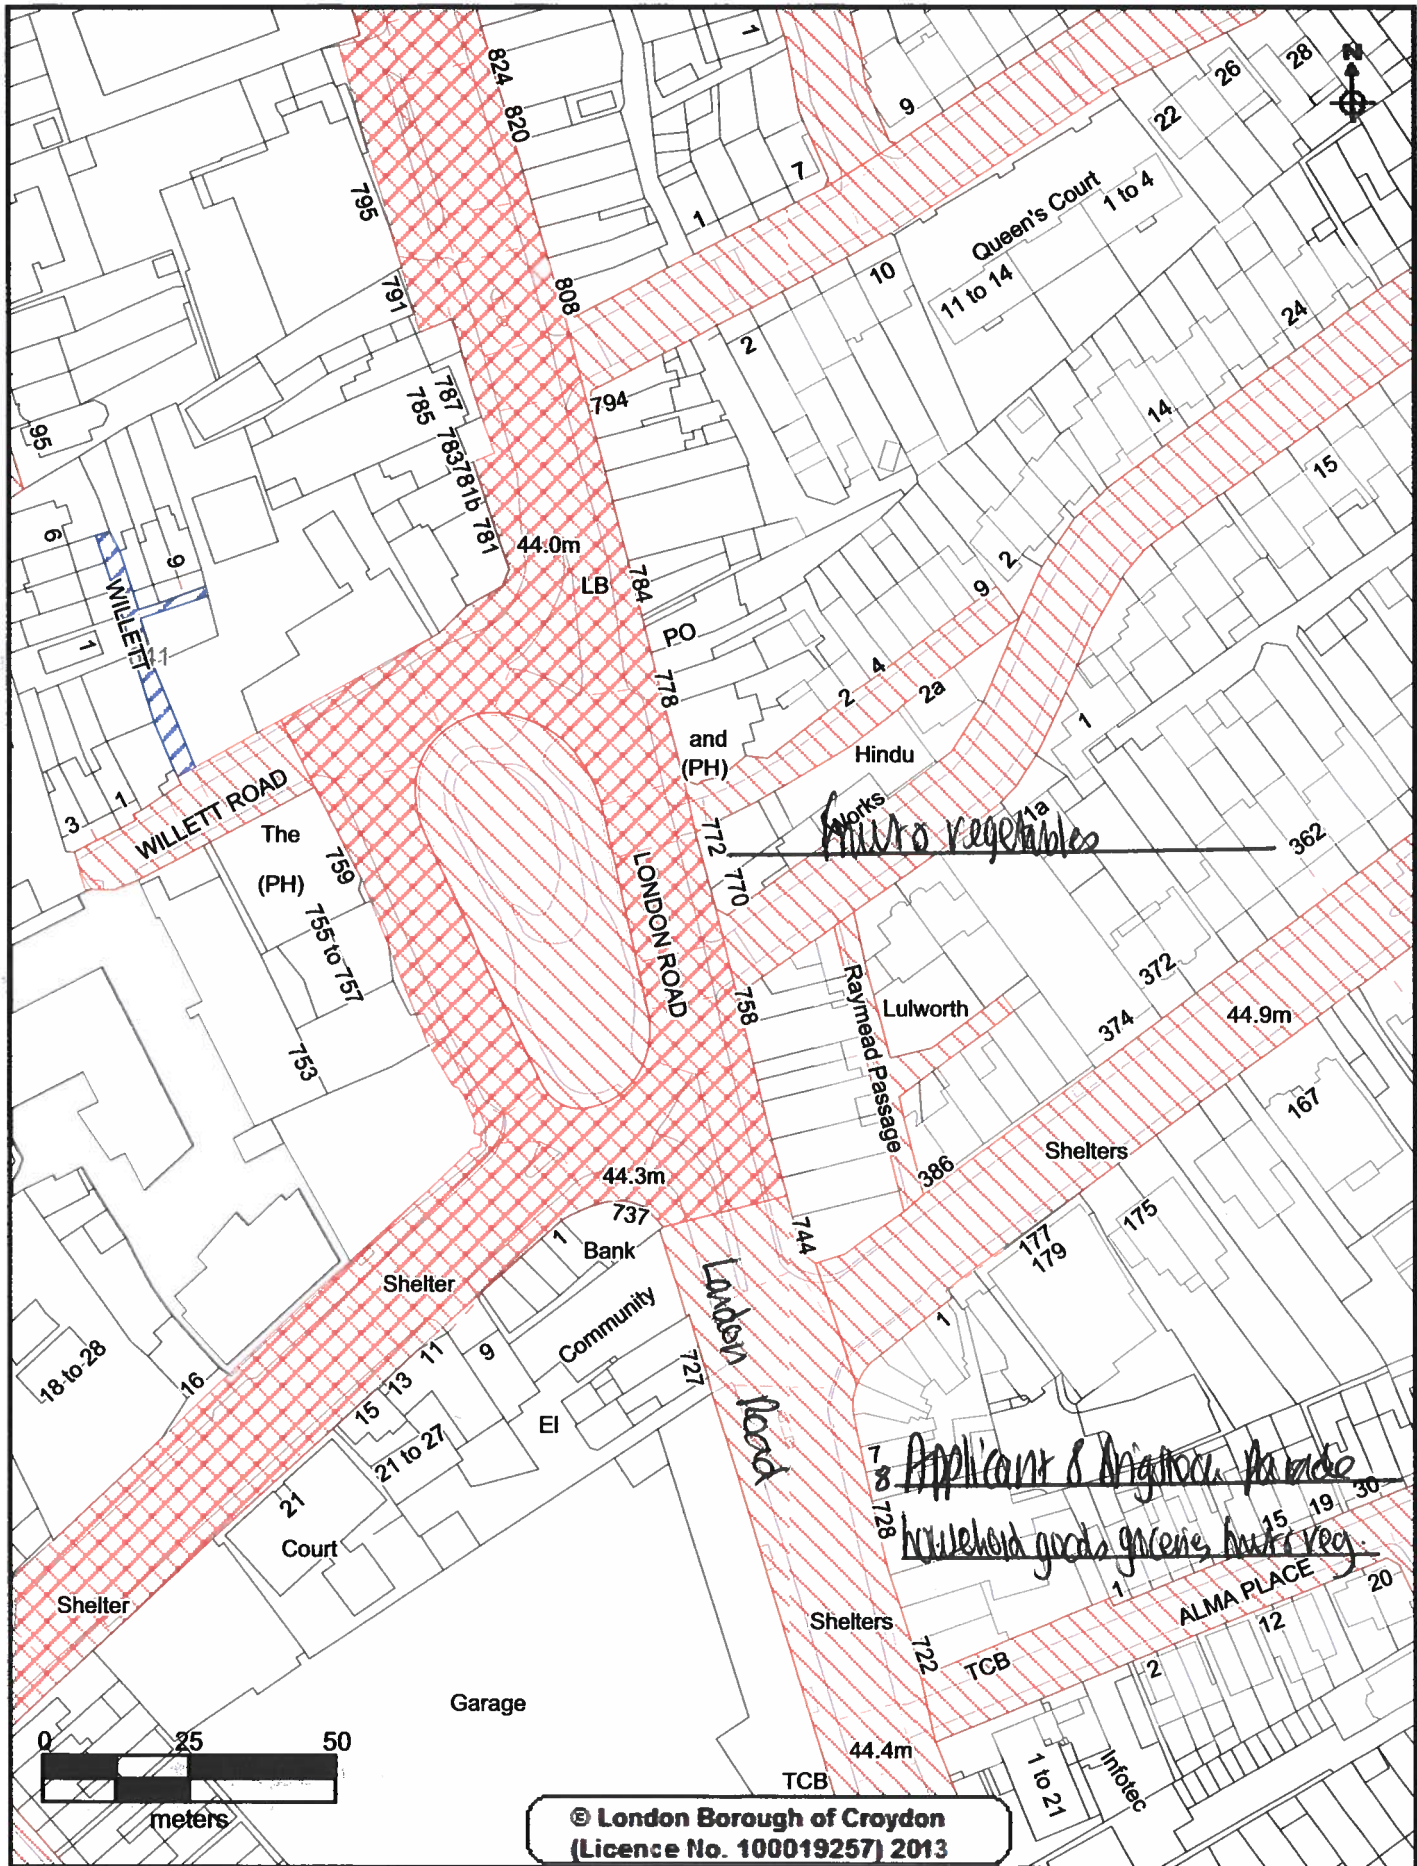 N
824
820
1
9
22
26
28
7
1
795
Queen's Court
1 to 4
791
808
10
11 to 14
24
2
787
785
794
14
95
783
781b
781
15
6
9
44.0m
LB
784
2
9
WILLETT
1
41
PO
4
778
2
2a
1
and
(PH)
Hindu
3
1
WILLETT ROAD
The
(PH)
759
772
Works
71a
362
vegetables
770
LONDON ROAD
755 to 757
758
Raymead Passage
Lulworth
372
374
44.9m
753
167
386
Shelters
44.3m
737
1
Bank
744
177
179
175
Shelter
London Road
Community
1
727
18-to-28
16
11
9
13
15
El
21 to 27
7
8
Applicant 8 Brigstock Parade
728
15
19
30
household goods groceries fruit & veg.
21
Court
1
ALMA PLACE
20
12
Shelter
Shelters
722
TCB
2
Garage
0
25
50
meters
44.4m
TCB
1 to 21
Infotec
© London Borough of Croydon
(Licence No. 100019257) 2013